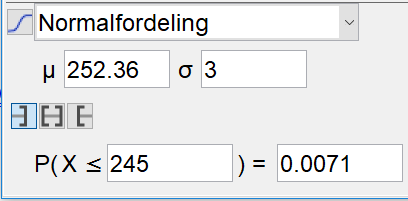 Normalfordeling
μ 252.36 σ 3
P( X ≤ 245 ) = 0.0071